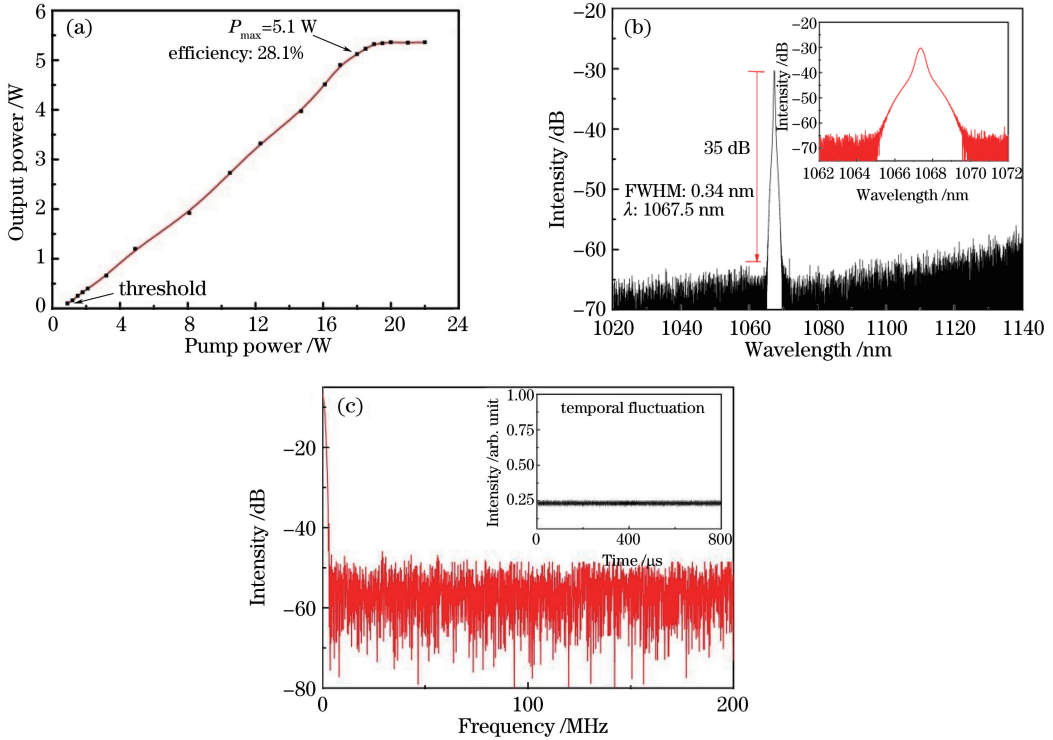 (a)
P_max=5.1 W
efficiency: 28.1%
threshold
Output power /W
6
5
4
3
2
1
0
0
4
8
12
16
20
24
Pump power /W
(b)
Intensity /dB
−20
−30
−40
−50
−60
−70
35 dB
FWHM: 0.34 nm
λ: 1067.5 nm
1020
1040
1060
1080
1100
1120
1140
Wavelength /nm
Intensity /dB
−20
−30
−40
−50
−60
−70
1062
1064
1066
1068
1070
1072
Wavelength /nm
(c)
Intensity /dB
−20
−40
−60
−80
0
100
200
Frequency /MHz
temporal fluctuation
Intensity /arb. unit
1.00
0.75
0.50
0.25
0
400
800
Time /μs